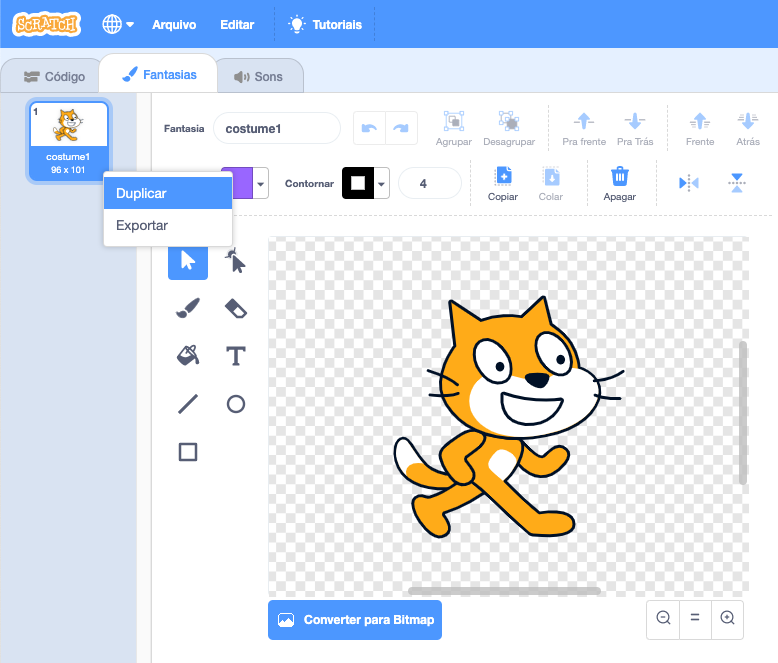 SCRATCH
Arquivo
Editar
Tutoriais
Código
Fantasias
Sons
1
costume1
96 x 101
Duplicar
Exportar
Fantasia
costume1
Agrupar
Desagrupar
Pra frente
Pra Trás
Frente
Atrás
Contornar
4
Copiar
Colar
Apagar
T
Converter para Bitmap